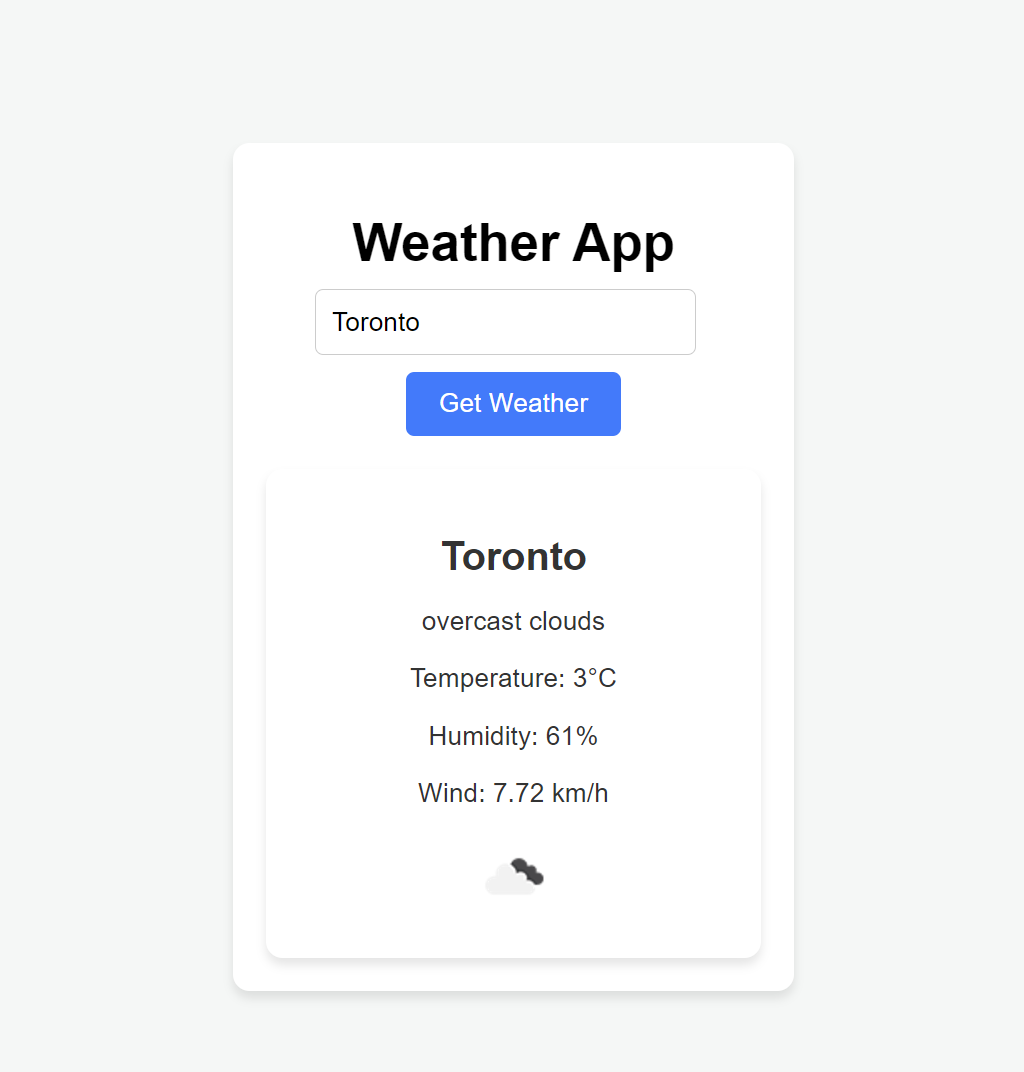 Weather App
Toronto
Get Weather
Toronto
overcast clouds
Temperature: 3°C
Humidity: 61%
Wind: 7.72 km/h